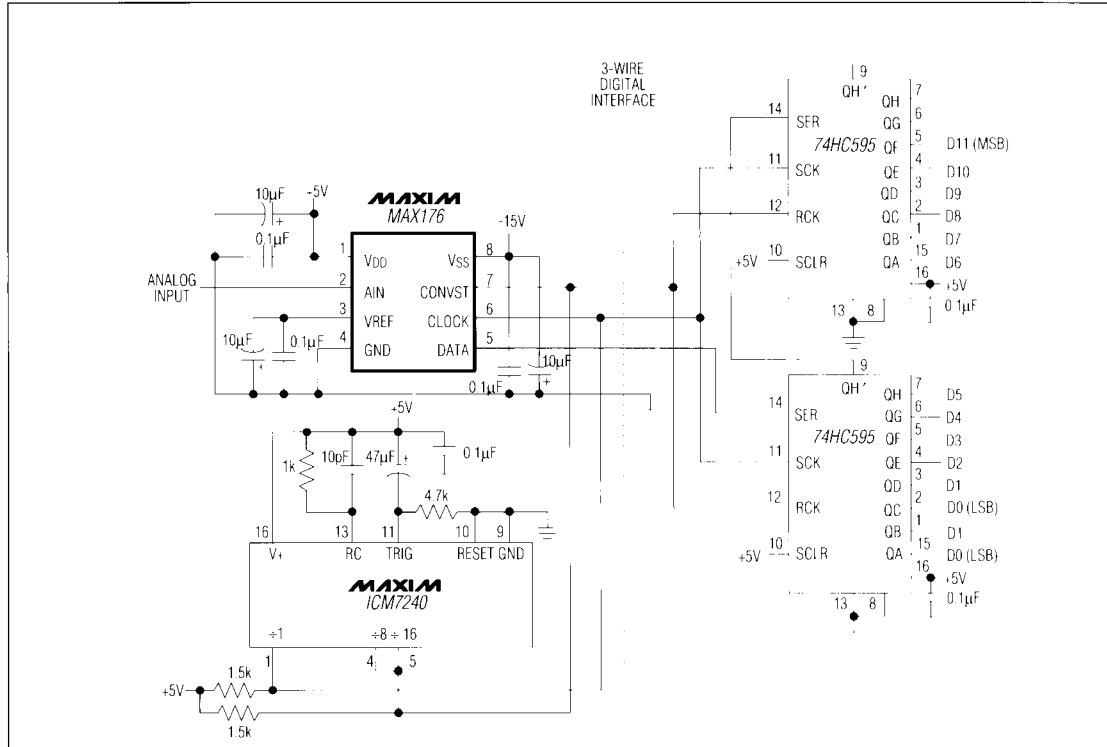 3-WIRE
DIGITAL
INTERFACE
9
QH'
14 SER
11 SCK
12 RCK
10 SCLR
+5V
74HC595
QH 7
QG 6
QF 5 D11 (MSB)
QE 4 D10
QD 3 D9
QC 2 D8
QB 1 D7
QA 15 D6
16 +5V
0.1µF
13 8
10µF
-5V
0.1µF
MAXIM
MAX176
-15V
ANALOG
INPUT
1 VDD
2 AIN
3 VREF
4 GND
VSS 8
CONVST 7
CLOCK 6
DATA 5
10µF
0.1µF
0.1µF
10µF
9
QH'
14 SER
11 SCK
12 RCK
10 SCLR
+5V
74HC595
QH 7 D5
QG 6 D4
QF 5 D3
QE 4 D2
QD 3 D1
QC 2 D0 (LSB)
QB 1 D1
QA 15 D0 (LSB)
16 +5V
0.1µF
13 8
+5V
1k
10pF
47µF
0.1µF
4.7k
16 13 11 10 9
V+ RC TRIG RESET GND
MAXIM
ICM7240
÷1 ÷8 ÷16
1 4 5
+5V
1.5k
1.5k